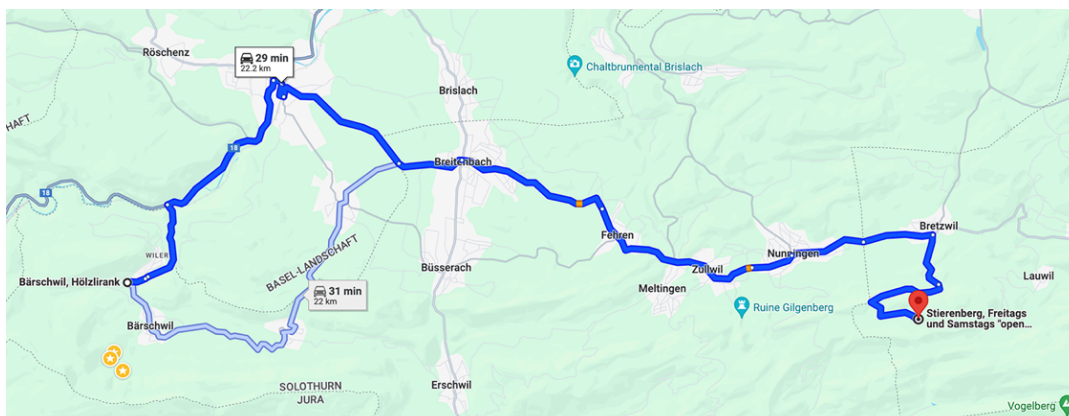 Röschenz
29 min
22.2 km
Chaltbrunnental Brislach
Brislach
HAFT
18
Breitenbach
18
Fehren
Bretzwil
WILER
BASEL-LANDSCHAFT
Nunningen
Büsserach
Züllwil
Lauwil
Bärschwil, Hölzlirank
Meltingen
31 min
22 km
Ruine Gilgenberg
Stierenberg, Freitags
und Samstags "open...
Bärschwil
Erschwil
SOLOTHURN
JURA
Vogelberg